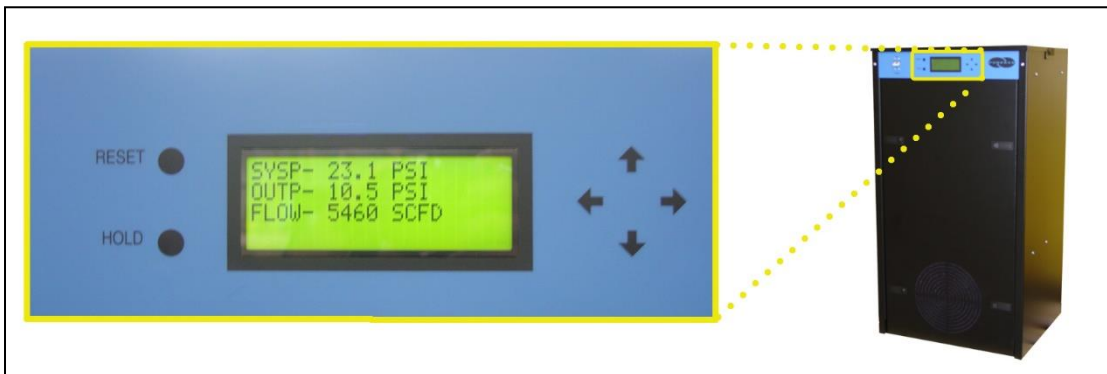 RESET
HOLD
SYSP- 23.1 PSI
OUTP- 10.5 PSI
FLOW- 5460 SCFD